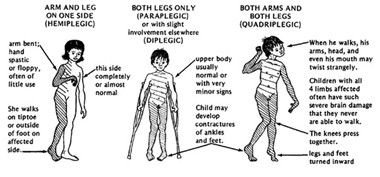 ARM AND LEG
ON ONE SIDE
(HEMIPLEGIC)
arm bent;
hand
spastic
or floppy,
often of
little use
this side
completely
or almost
normal
She walks
on tiptoe
or outside
of foot on
affected
side.
BOTH LEGS ONLY
(PARAPLEGIC)
or with slight
involvement elsewhere
(DIPLEGIC)
upper body
usually
normal or
with very
minor signs
Child may
develop
contractures
of ankles
and feet.
BOTH ARMS AND
BOTH LEGS
(QUADRIPLEGIC)
When he walks, his
arms, head, and
even his mouth may
twist strangely.
Children with all
4 limbs affected
often have such
severe brain damage
that they never
are able to walk.
The knees press
together.
legs and feet
turned inward